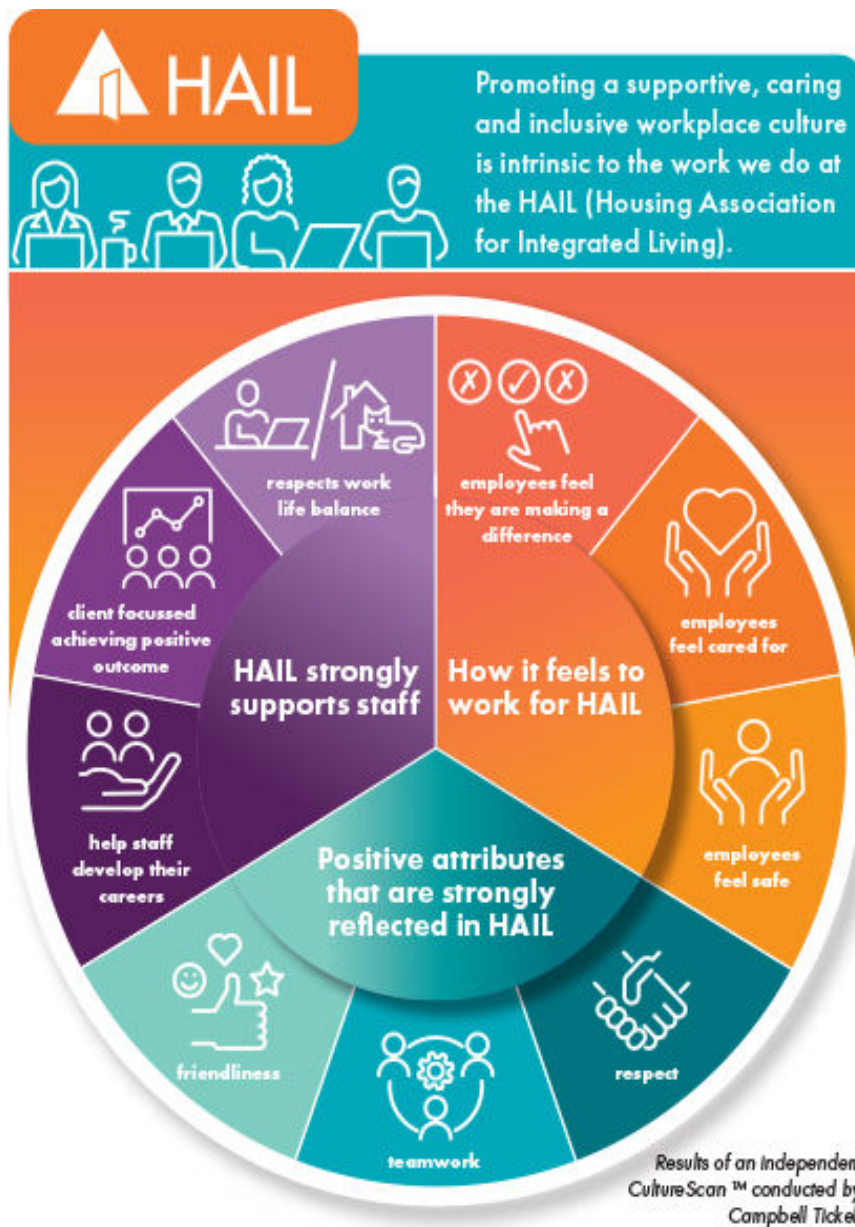 HAIL
Promoting a supportive, caring
and inclusive workplace culture
is intrinsic to the work we do at
the HAIL (Housing Association
for Integrated Living).
respects work
life balance
employees feel
they are making a
difference
client focussed
achieving positive
outcome
employees
feel cared for
HAIL strongly
supports staff
How it feels to
work for HAIL
help staff
develop their
careers
employees
feel safe
Positive attributes
that are strongly
reflected in HAIL
friendliness
teamwork
respect
Results of an Independen
CultureScan ™ conducted by
Campbell Tickel